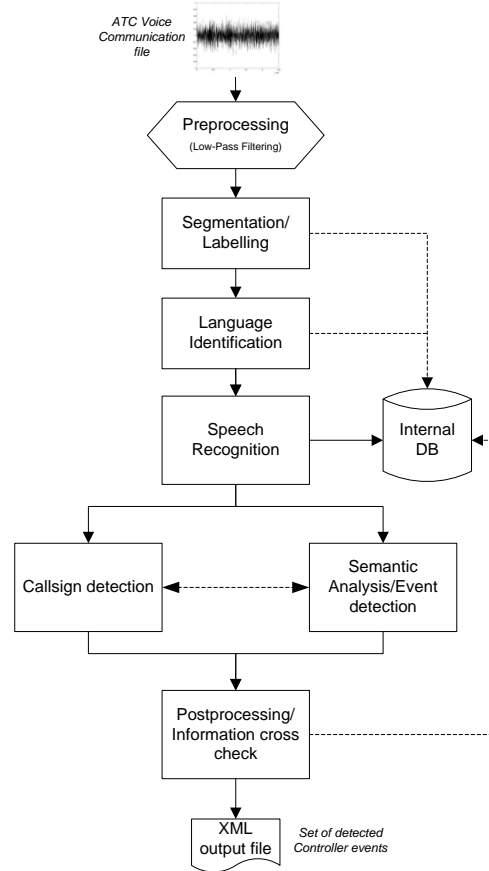 ATC Voice
Communication
file
Preprocessing
(Low-Pass Filtering)
Segmentation/
Labelling
Language
Identification
Speech
Recognition
Internal
DB
Callsign detection
Semantic
Analysis/Event
detection
Postprocessing/
Information cross
check
XML
output file
Set of detected
Controller events